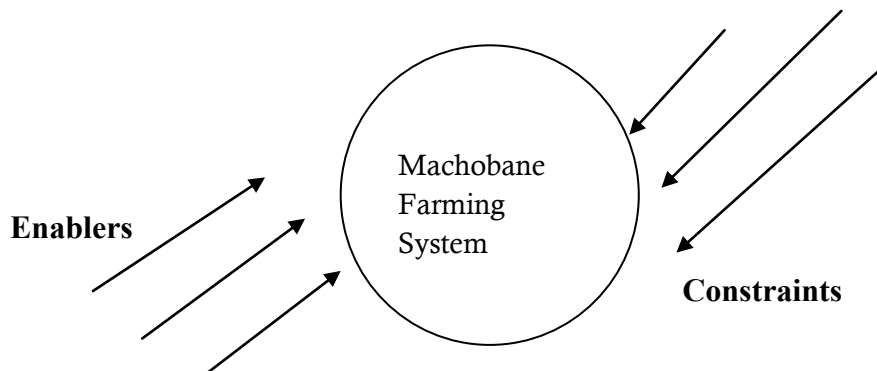 Machobane
Farming
System
Enablers
Constraints